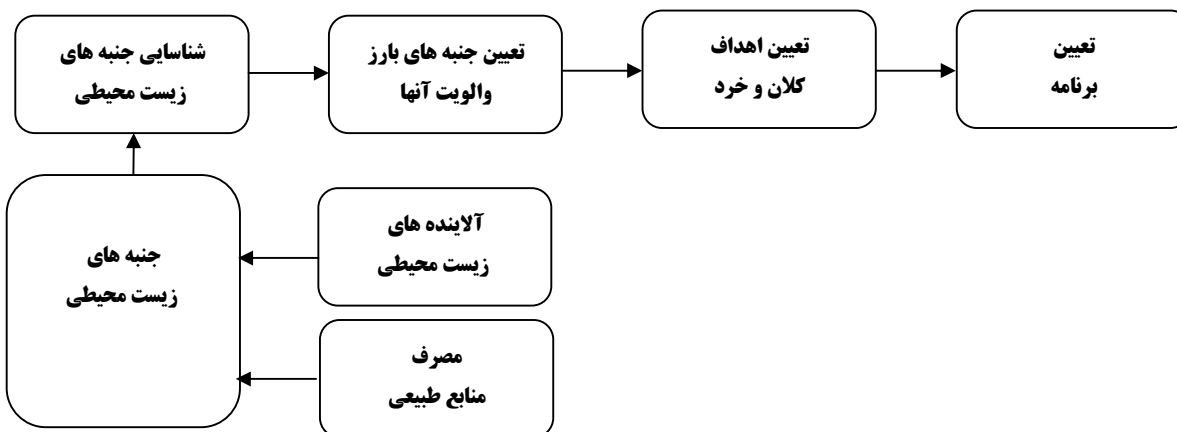 شناسایی جنبه های
زیست محیطی
تعیین جنبه های بارز
والویت آنها
تعیین اهداف
کلان و خرد
تعیین
برنامه
جنبه های
زیست محیطی
آلاینده های
زیست محیطی
مصرف
منابع طبیعی